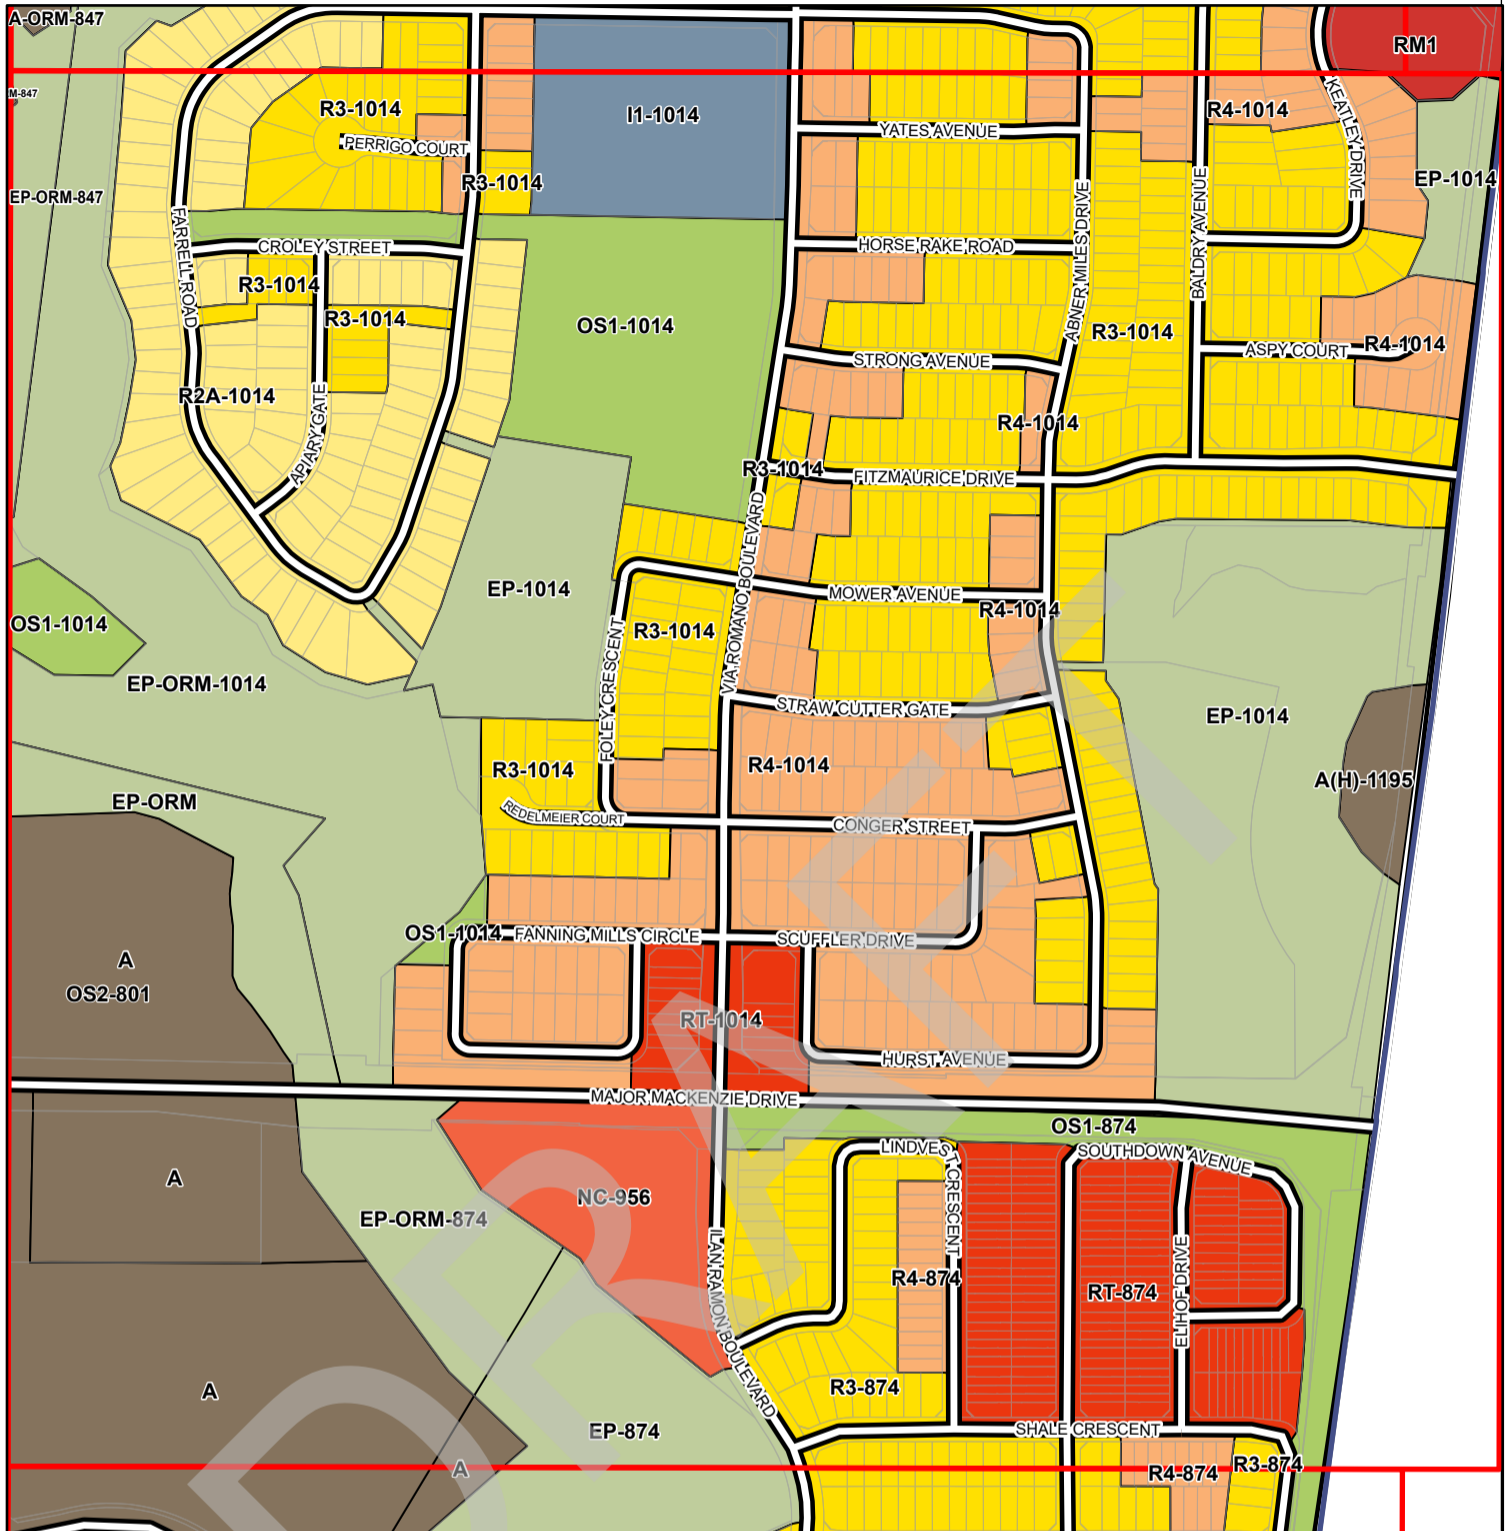 A-ORM-847
RM1
M-847
R3-1014
I1-1014
R4-1014
KEATLEY DRIVE
YATES AVENUE
PERRIGO COURT
R3-1014
EP-1014
EP-ORM-847
BALDRY AVENUE
ABNER MILES DRIVE
FARRELL ROAD
CROLEY STREET
HORSE RAKE ROAD
R3-1014
R3-1014
OS1-1014
R3-1014
ASPY COURT
R4-1014
STRONG AVENUE
R2A-1014
APIARY GATE
R4-1014
R3-1014
FITZMAURICE DRIVE
VIA ROMANO BOULEVARD
EP-1014
MOWER AVENUE
R4-1014
OS1-1014
R3-1014
FOLEY CRESCENT
EP-ORM-1014
STRAW CUTTER GATE
EP-1014
R3-1014
R4-1014
A(H)-1195
EP-ORM
REDELMEIER COURT
CONGER STREET
OS1-1014
FANNING MILLS CIRCLE
SCUFFLER DRIVE
A
OS2-801
RT-1014
HURST AVENUE
MAJOR MACKENZIE DRIVE
OS1-874
LINDVEST CRESCENT
SOUTHDOWN AVENUE
A
NC-956
EP-ORM-874
R4-874
RT-874
ELIHOF DRIVE
ILAN RAMON BOULEVARD
A
R3-874
EP-874
SHALE CRESCENT
A
R4-874
R3-874
DRAFT